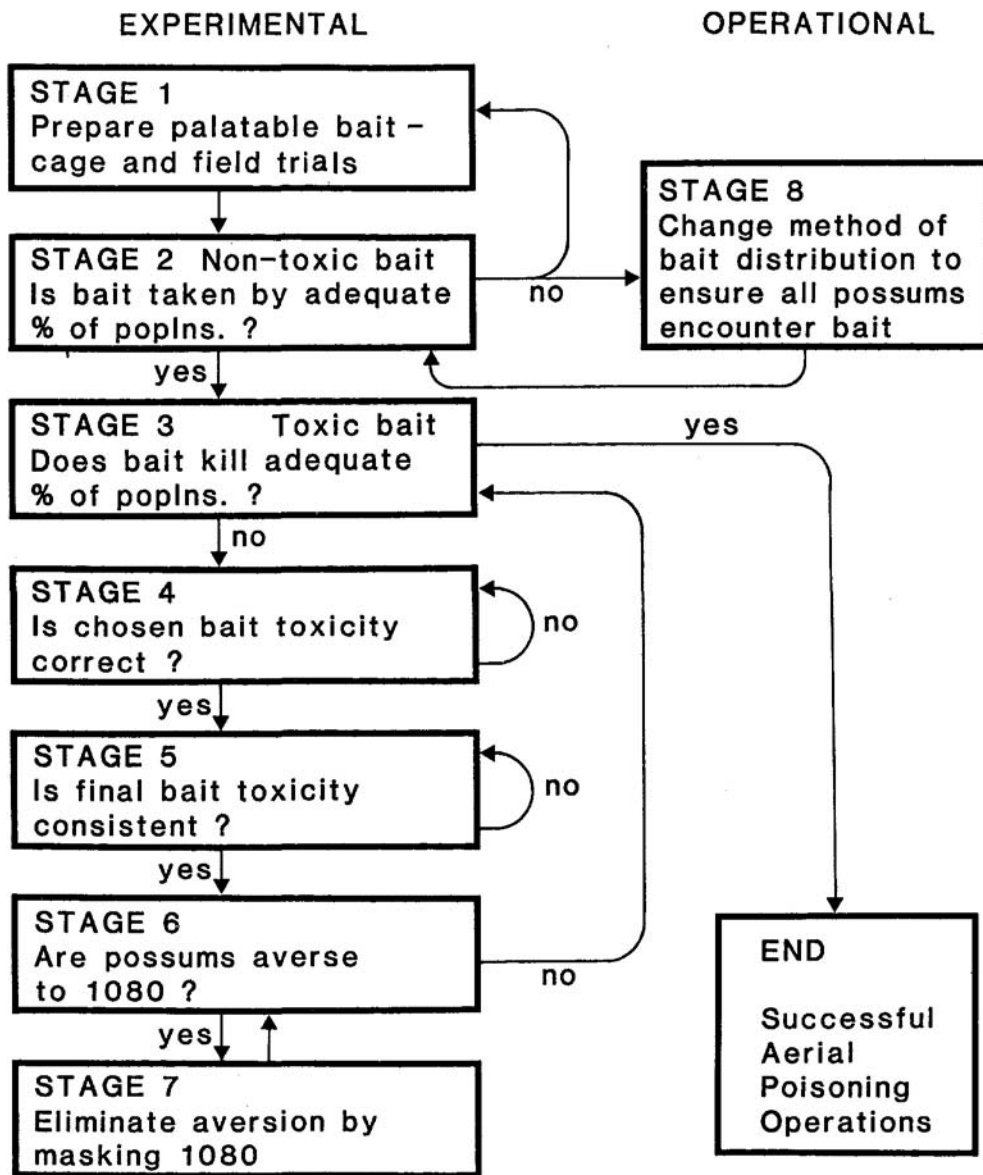 EXPERIMENTAL
OPERATIONAL
STAGE 1
Prepare palatable bait -
cage and field trials
STAGE 8
Change method of
bait distribution to
ensure all possums
encounter bait
STAGE 2 Non-toxic bait
Is bait taken by adequate
% of poplns. ?
no
yes
STAGE 3 Toxic bait
Does bait kill adequate
% of poplns. ?
yes
no
STAGE 4
Is chosen bait toxicity
correct ?
no
yes
STAGE 5
Is final bait toxicity
consistent ?
no
yes
STAGE 6
Are possums averse
to 1080 ?
no
yes
STAGE 7
Eliminate aversion by
masking 1080
END
Successful
Aerial
Poisoning
Operations